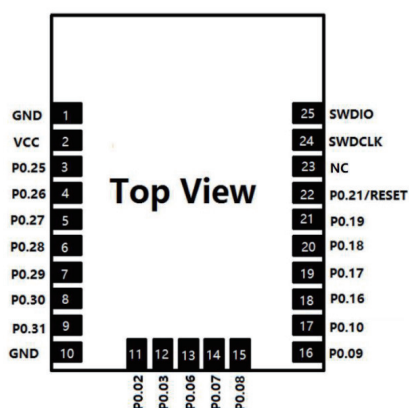 GND 1 25 SWDIO
VCC 2 24 SWDCLK
P0.25 3 23 NC
P0.26 4 Top View 22 P0.21/RESET
P0.27 5 21 P0.19
P0.28 6 20 P0.18
P0.29 7 19 P0.17
P0.30 8 18 P0.16
P0.31 9 17 P0.10
GND 10 11 12 13 14 15 16 P0.09
P0.02 P0.03 P0.06 P0.07 P0.08